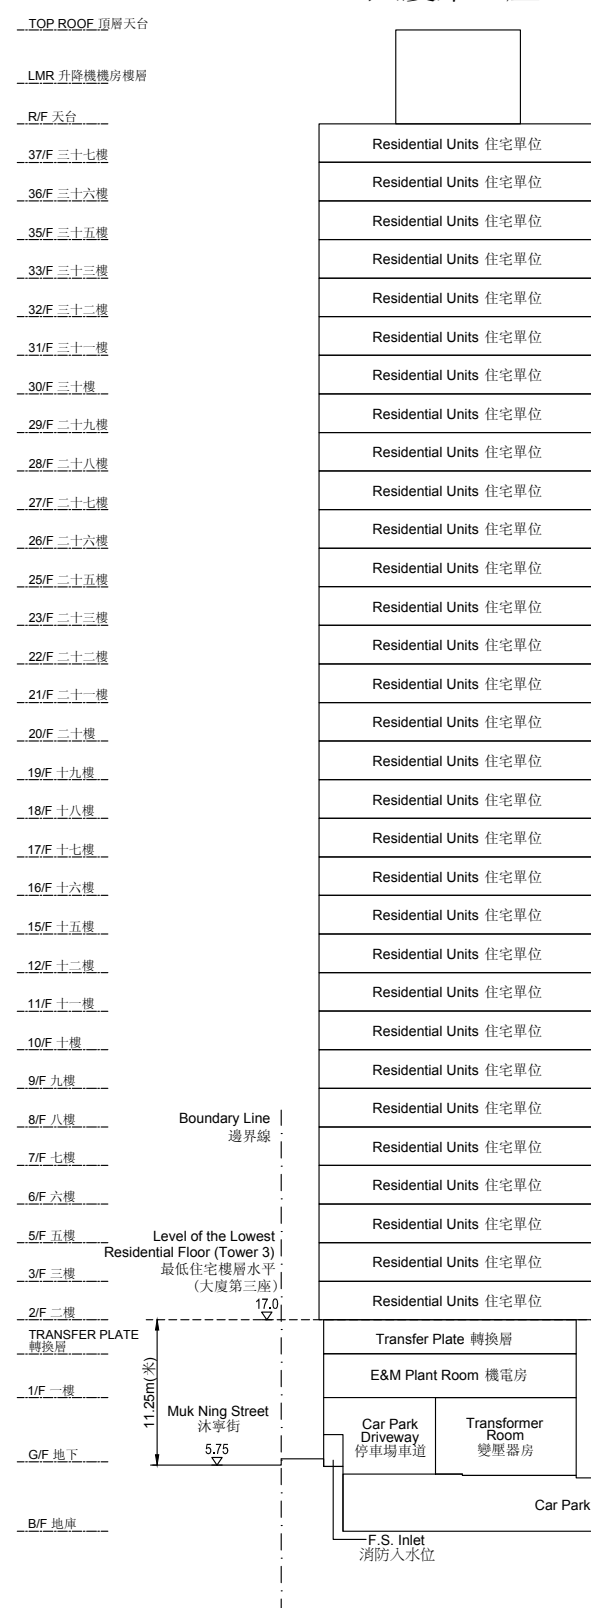 TOP ROOF 頂層天台
LMR 升降機機房樓層
R/F 天台
37/F 三十七樓
Residential Units 住宅單位
36/F 三十六樓
Residential Units 住宅單位
35/F 三十五樓
Residential Units 住宅單位
33/F 三十三樓
Residential Units 住宅單位
32/F 三十二樓
Residential Units 住宅單位
31/F 三十一樓
Residential Units 住宅單位
30/F 三十樓
Residential Units 住宅單位
29/F 二十九樓
Residential Units 住宅單位
28/F 二十八樓
Residential Units 住宅單位
27/F 二十七樓
Residential Units 住宅單位
26/F 二十六樓
Residential Units 住宅單位
25/F 二十五樓
Residential Units 住宅單位
23/F 二十三樓
Residential Units 住宅單位
22/F 二十二樓
Residential Units 住宅單位
21/F 二十一樓
Residential Units 住宅單位
20/F 二十樓
Residential Units 住宅單位
19/F 十九樓
Residential Units 住宅單位
18/F 十八樓
Residential Units 住宅單位
17/F 十七樓
Residential Units 住宅單位
16/F 十六樓
Residential Units 住宅單位
15/F 十五樓
Residential Units 住宅單位
12/F 十二樓
Residential Units 住宅單位
11/F 十一樓
Residential Units 住宅單位
10/F 十樓
Residential Units 住宅單位
9/F 九樓
Residential Units 住宅單位
8/F 八樓
Residential Units 住宅單位
Boundary Line
邊界線
7/F 七樓
Residential Units 住宅單位
6/F 六樓
Residential Units 住宅單位
5/F 五樓
Residential Units 住宅單位
Level of the Lowest
Residential Floor (Tower 3)
最低住宅樓層水平
(大廈第三座)
3/F 三樓
Residential Units 住宅單位
2/F 二樓
Residential Units 住宅單位
17.0
TRANSFER PLATE
轉換層
Transfer Plate 轉換層
11.25m(米)
1/F 一樓
E&M Plant Room 機電房
Muk Ning Street
沐寧街
5.75
Car Park
Driveway
停車場車道
Transformer
Room
變壓器房
G/F 地下
Car Park
B/F 地庫
F.S. Inlet
消防入水位